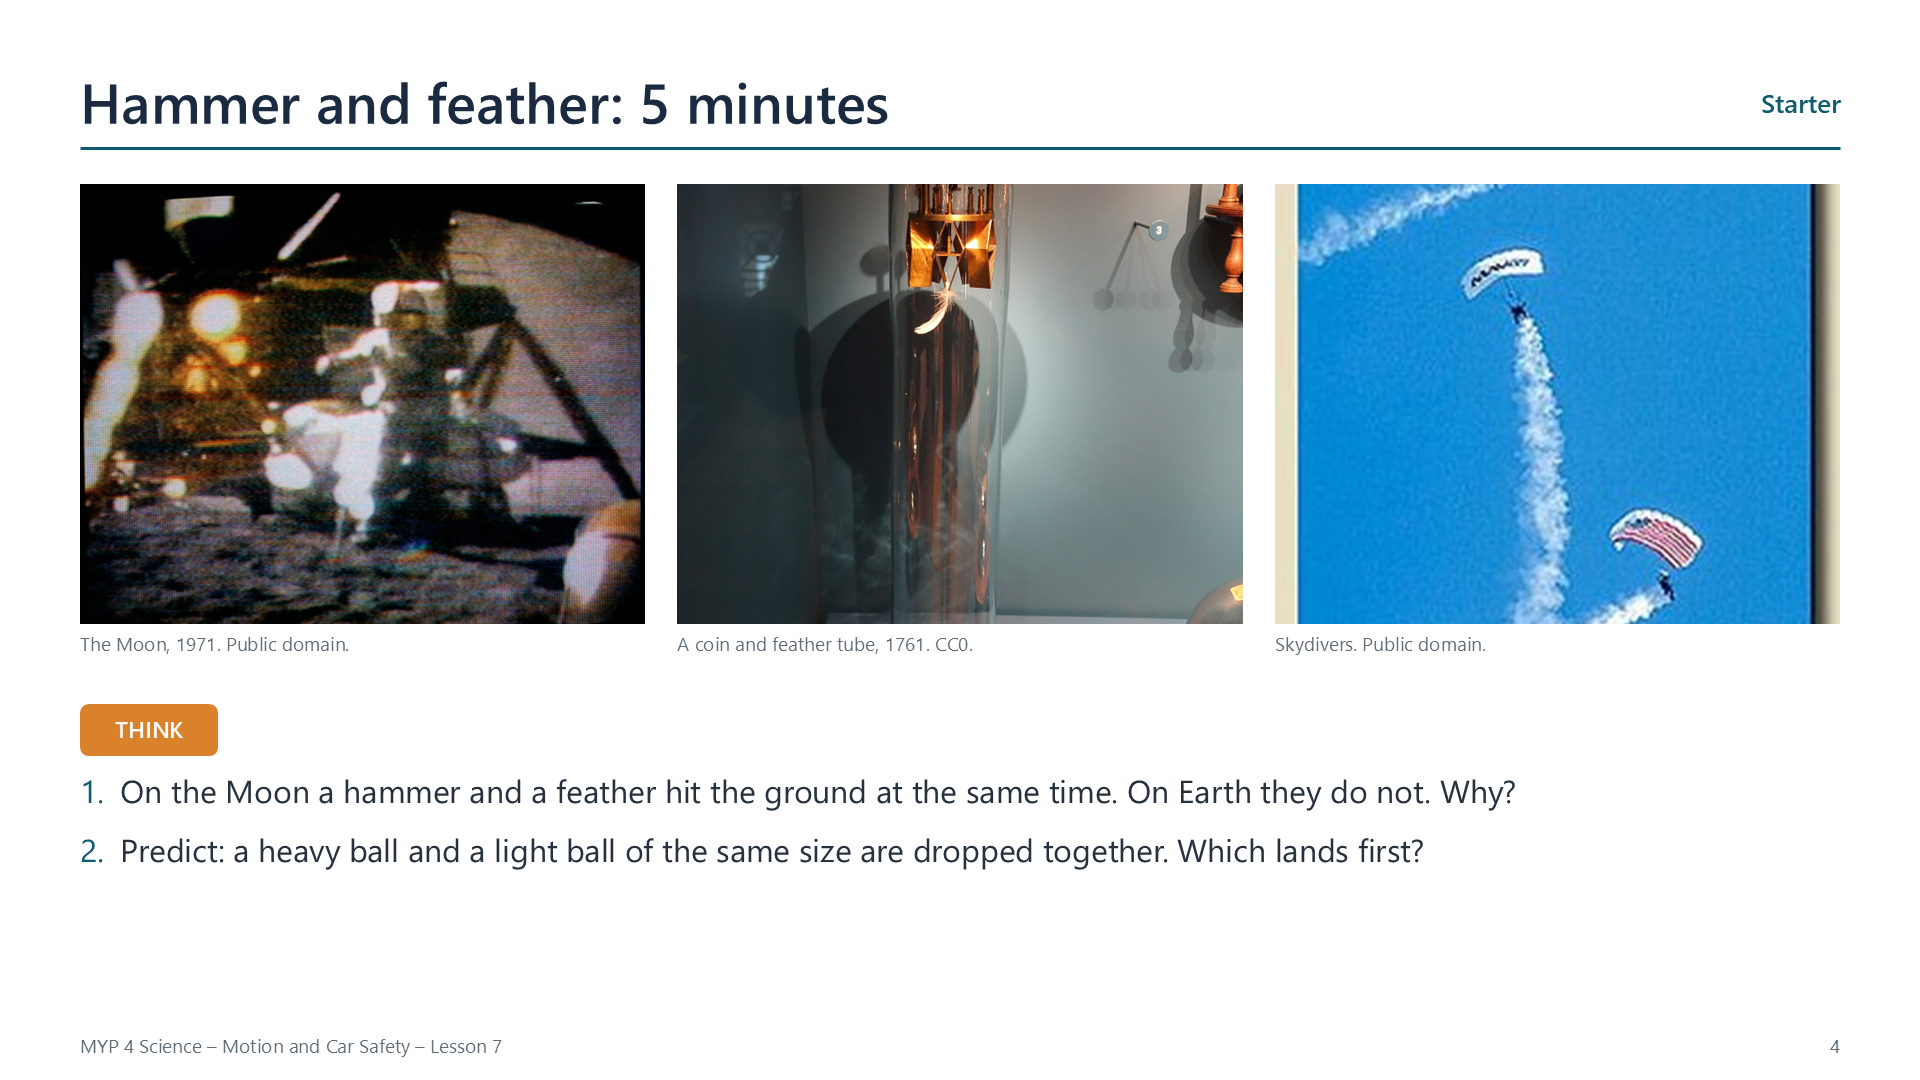 Hammer and feather: 5 minutes
Starter
3
The Moon, 1971. Public domain.
A coin and feather tube, 1761. CC0.
Skydivers. Public domain.
THINK
1. On the Moon a hammer and a feather hit the ground at the same time. On Earth they do not. Why?
2. Predict: a heavy ball and a light ball of the same size are dropped together. Which lands first?
MYP 4 Science – Motion and Car Safety – Lesson 7
4